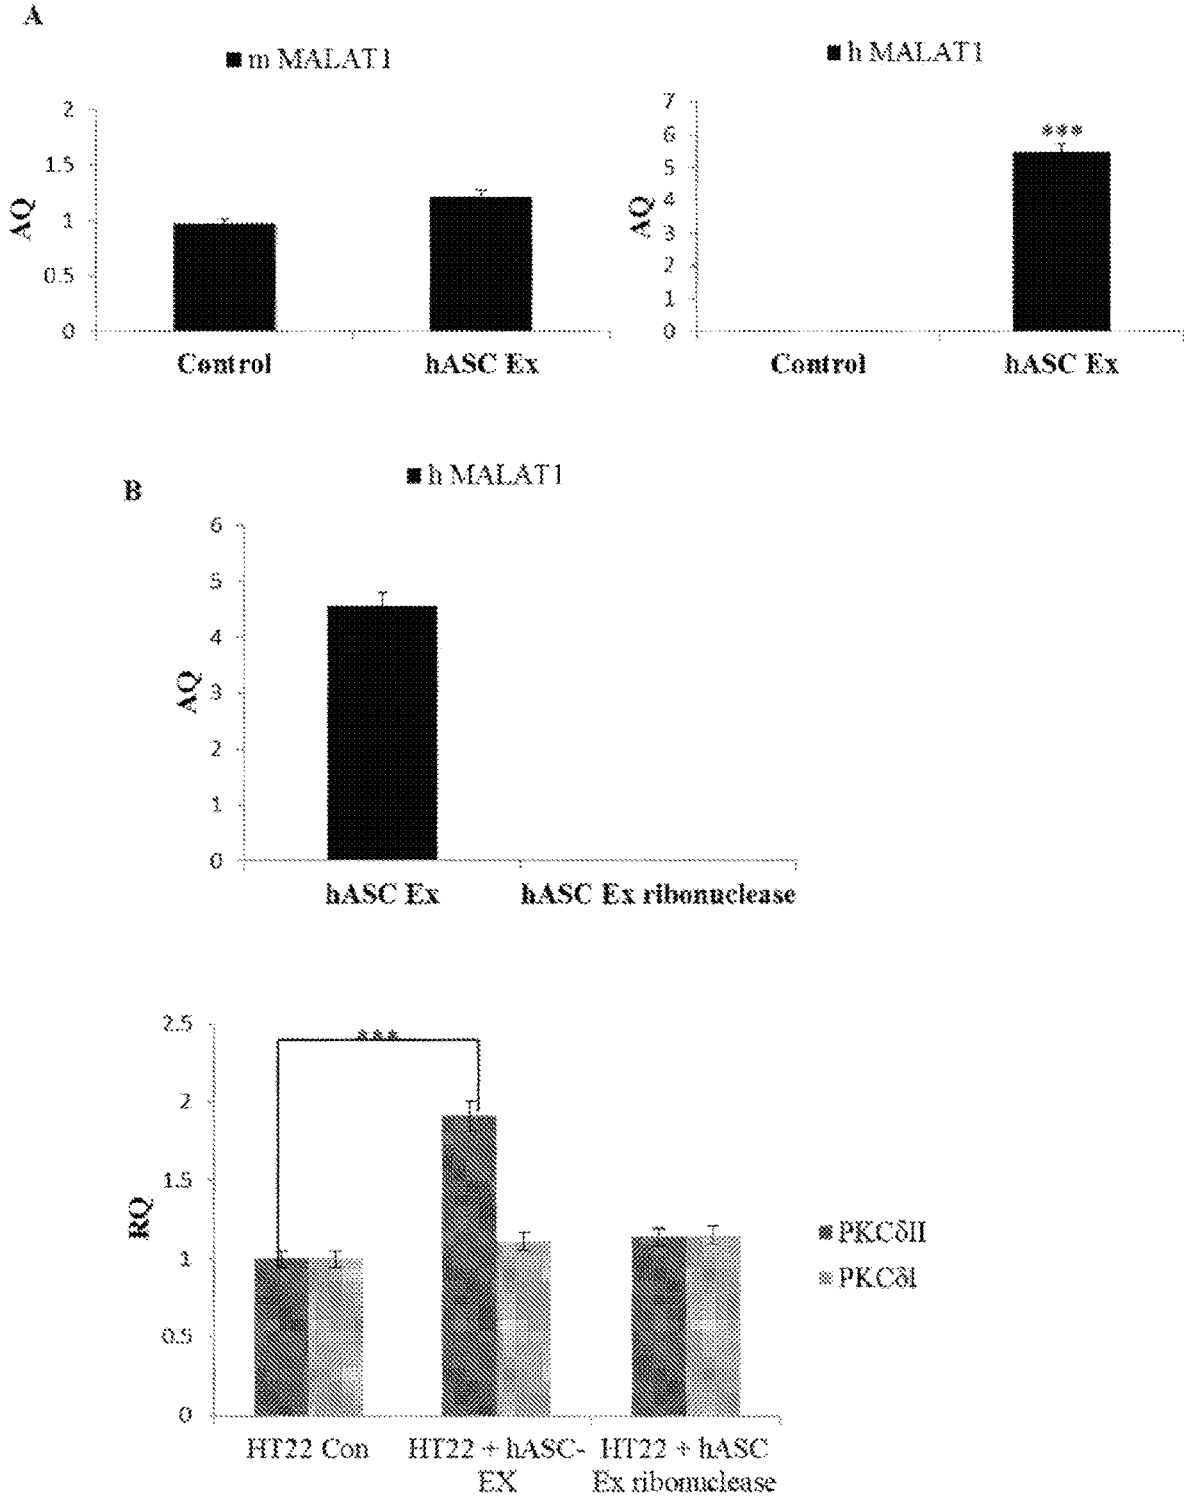 A
m MALAT1
2
1.5
1
0.5
0
AQ
Control
hASC Ex
h MALAT1
7
6
5
4
3
2
1
0
AQ
***
Control
hASC Ex
B
h MALAT1
6
5
4
3
2
1
0
AQ
hASC Ex
hASC Ex ribonuclease
2.5
2
1.5
1
0.5
0
RQ
***
HT22 Con
HT22 + hASC-
EX
HT22 + hASC
Ex ribonuclease
PKCδII
PKCδI